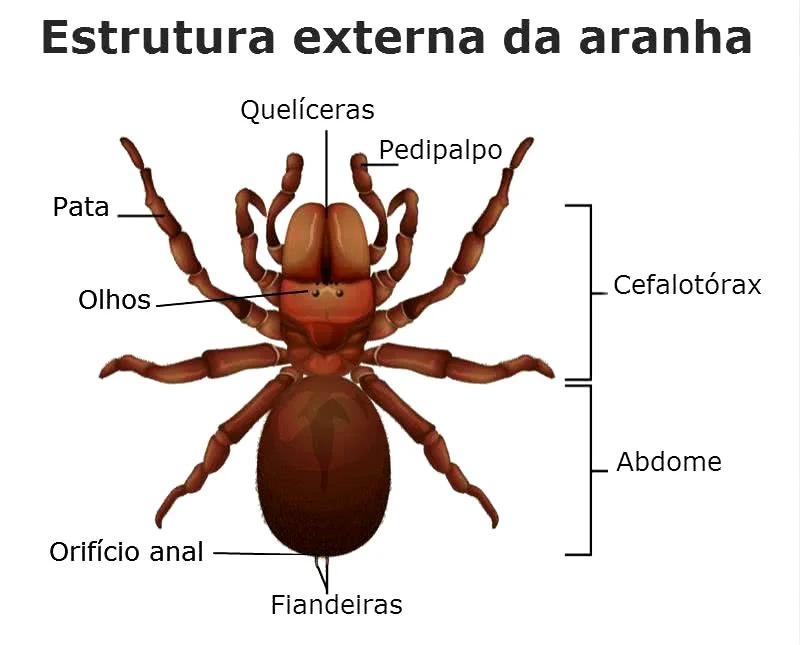 Estrutura externa da aranha
Quelíceras
Pedipalpo
Pata
Olhos
Cefalotórax
Abdome
Orifício anal
Fiandeiras